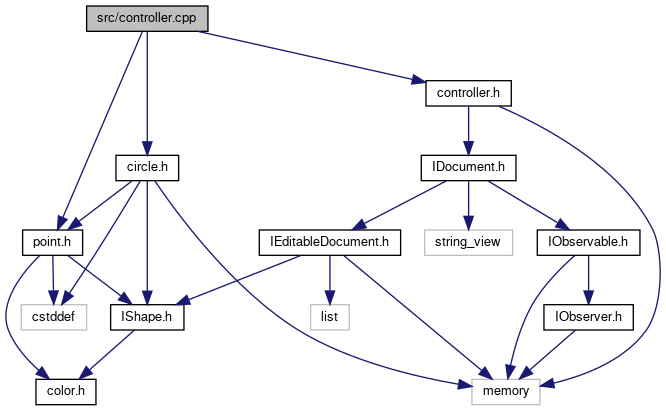 src/controller.cpp
controller.h
circle.h
IDocument.h
point.h
IEditableDocument.h
string_view
IObservable.h
cstddef
IShape.h
list
IObserver.h
color.h
memory